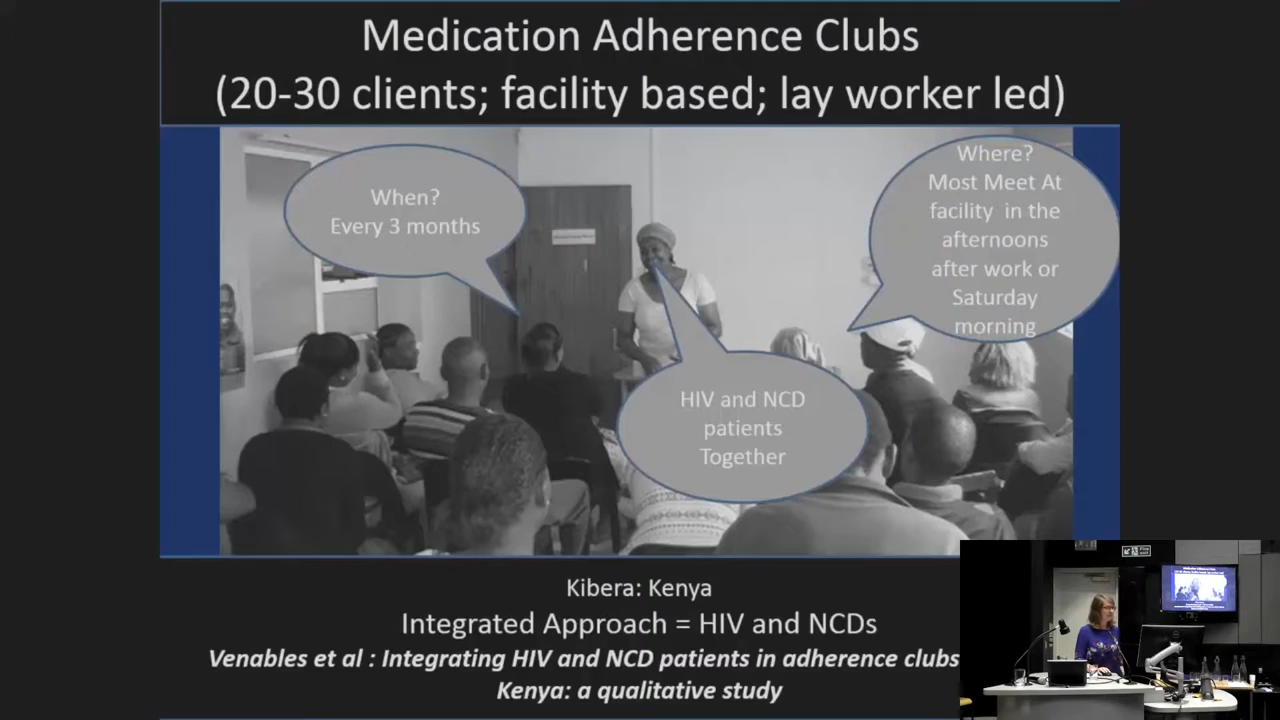 Medication Adherence Clubs
(20-30 clients; facility based; lay worker led)
When?
Every 3 months
Where?
Most Meet At
facility in the
afternoons
after work or
Saturday
morning
HIV and NCD
patients
Together
Kibera: Kenya
Integrated Approach = HIV and NCDs
Venables et al : Integrating HIV and NCD patients in adherence clubs
Kenya: a qualitative study